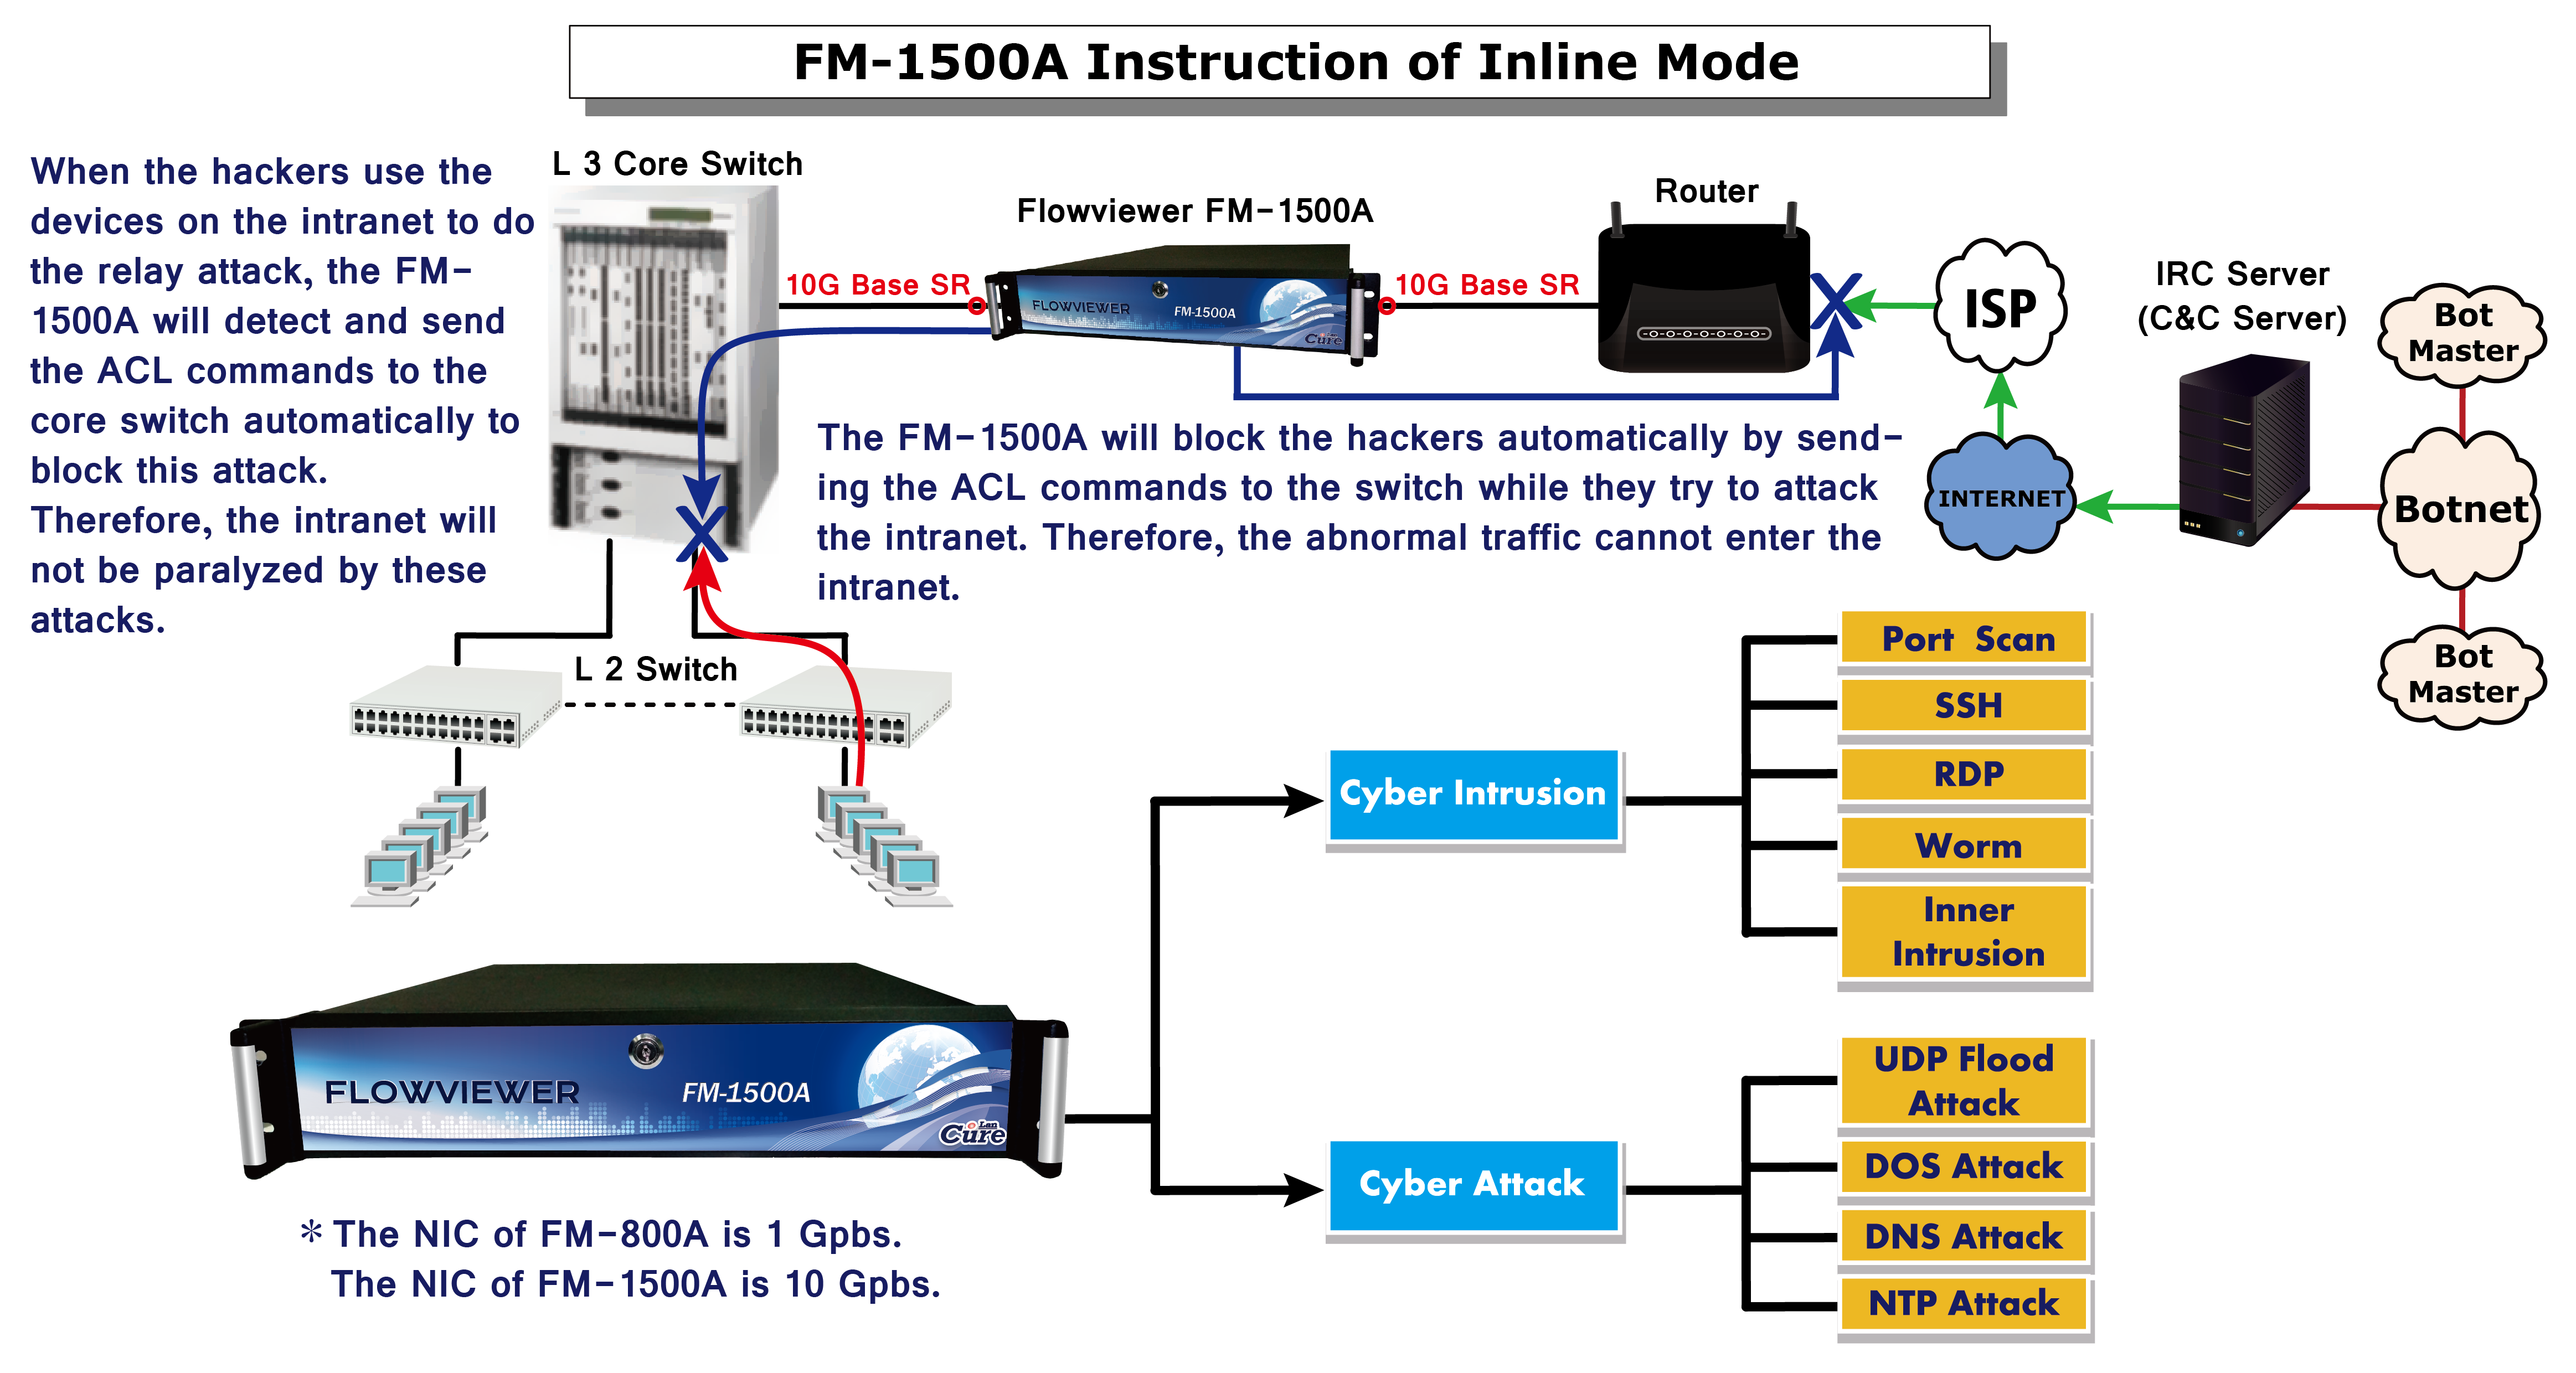 FM-1500A Instruction of Inline Mode
When the hackers use the
devices on the intranet to do
the relay attack, the FM-
1500A will detect and send
the ACL commands to the
core switch automatically to
block this attack.
Therefore, the intranet will
not be paralyzed by these
attacks.
L 3 Core Switch
10G Base SR
Flowviewer FM-1500A
FLOWVIEWER
FM-1500A
Cure
10G Base SR
Router
ISP
INTERNET
IRC Server
(C&C Server)
Bot
Master
Botnet
Bot
Master
The FM-1500A will block the hackers automatically by send-
ing the ACL commands to the switch while they try to attack
the intranet. Therefore, the abnormal traffic cannot enter the
intranet.
L 2 Switch
FLOWVIEWER
FM-1500A
Lan
Cure
* The NIC of FM-800A is 1 Gpbs.
The NIC of FM-1500A is 10 Gpbs.
Cyber Intrusion
Port Scan
SSH
RDP
Worm
Inner
Intrusion
Cyber Attack
UDP Flood
Attack
DOS Attack
DNS Attack
NTP Attack